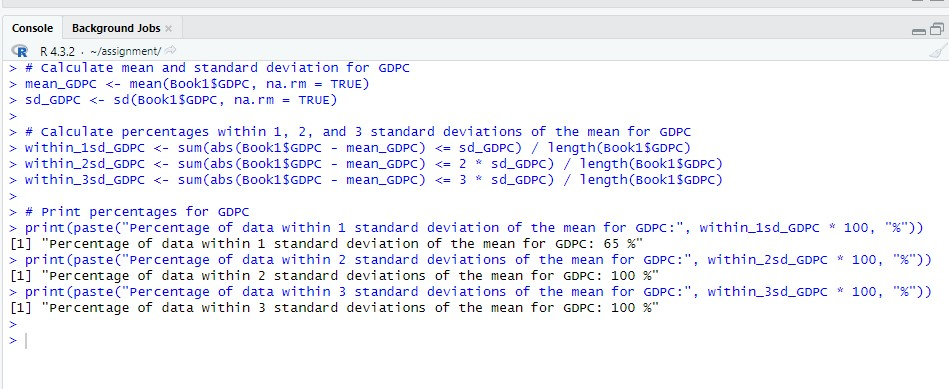 Console Background Jobs
R 4.3.2 · ~/assignment/
> # Calculate mean and standard deviation for GDPC
> mean_GDPC <- mean(Book1$GDPC, na.rm = TRUE)
> sd_GDPC <- sd(Book1$GDPC, na.rm = TRUE)
>
> # Calculate percentages within 1, 2, and 3 standard deviations of the mean for GDPC
> within_1sd_GDPC <- sum(abs(Book1$GDPC - mean_GDPC) <= sd_GDPC) / length(Book1$GDPC)
> within_2sd_GDPC <- sum(abs(Book1$GDPC - mean_GDPC) <= 2 * sd_GDPC) / length(Book1$GDPC)
> within_3sd_GDPC <- sum(abs(Book1$GDPC - mean_GDPC) <= 3 * sd_GDPC) / length(Book1$GDPC)
>
> # Print percentages for GDPC
> print(paste("Percentage of data within 1 standard deviation of the mean for GDPC:", within_1sd_GDPC * 100, "%"))
[1] "Percentage of data within 1 standard deviation of the mean for GDPC: 65 %"
> print(paste("Percentage of data within 2 standard deviations of the mean for GDPC:", within_2sd_GDPC * 100, "%"))
[1] "Percentage of data within 2 standard deviations of the mean for GDPC: 100 %"
> print(paste("Percentage of data within 3 standard deviations of the mean for GDPC:", within_3sd_GDPC * 100, "%"))
[1] "Percentage of data within 3 standard deviations of the mean for GDPC: 100 %"
>
>